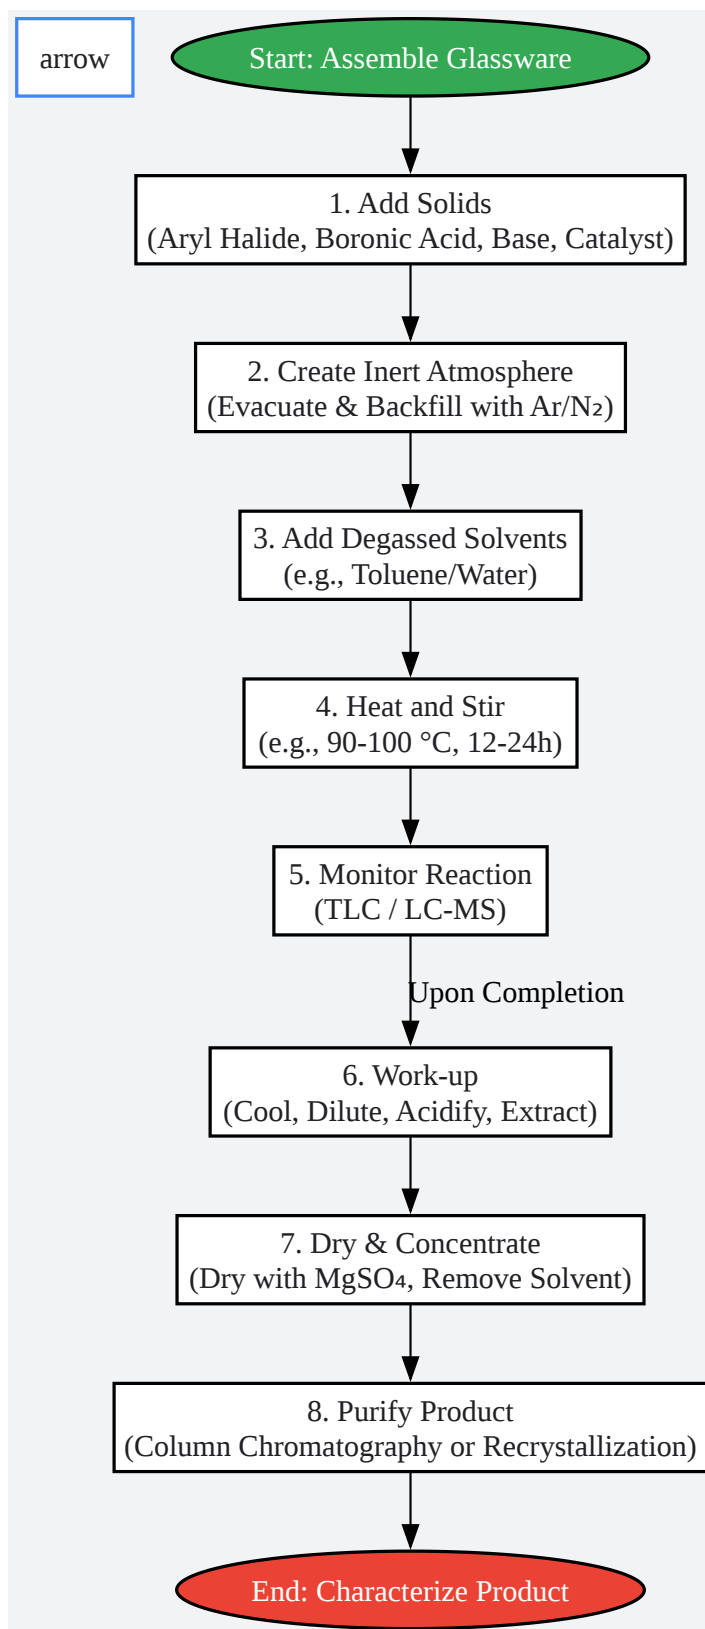 arrow
Start: Assemble Glassware
1. Add Solids
(Aryl Halide, Boronic Acid, Base, Catalyst)
2. Create Inert Atmosphere
(Evacuate & Backfill with Ar/N₂)
3. Add Degassed Solvents
(e.g., Toluene/Water)
4. Heat and Stir
(e.g., 90-100 °C, 12-24h)
5. Monitor Reaction
(TLC / LC-MS)
Upon Completion
6. Work-up
(Cool, Dilute, Acidify, Extract)
7. Dry & Concentrate
(Dry with MgSO₄, Remove Solvent)
8. Purify Product
(Column Chromatography or Recrystallization)
End: Characterize Product